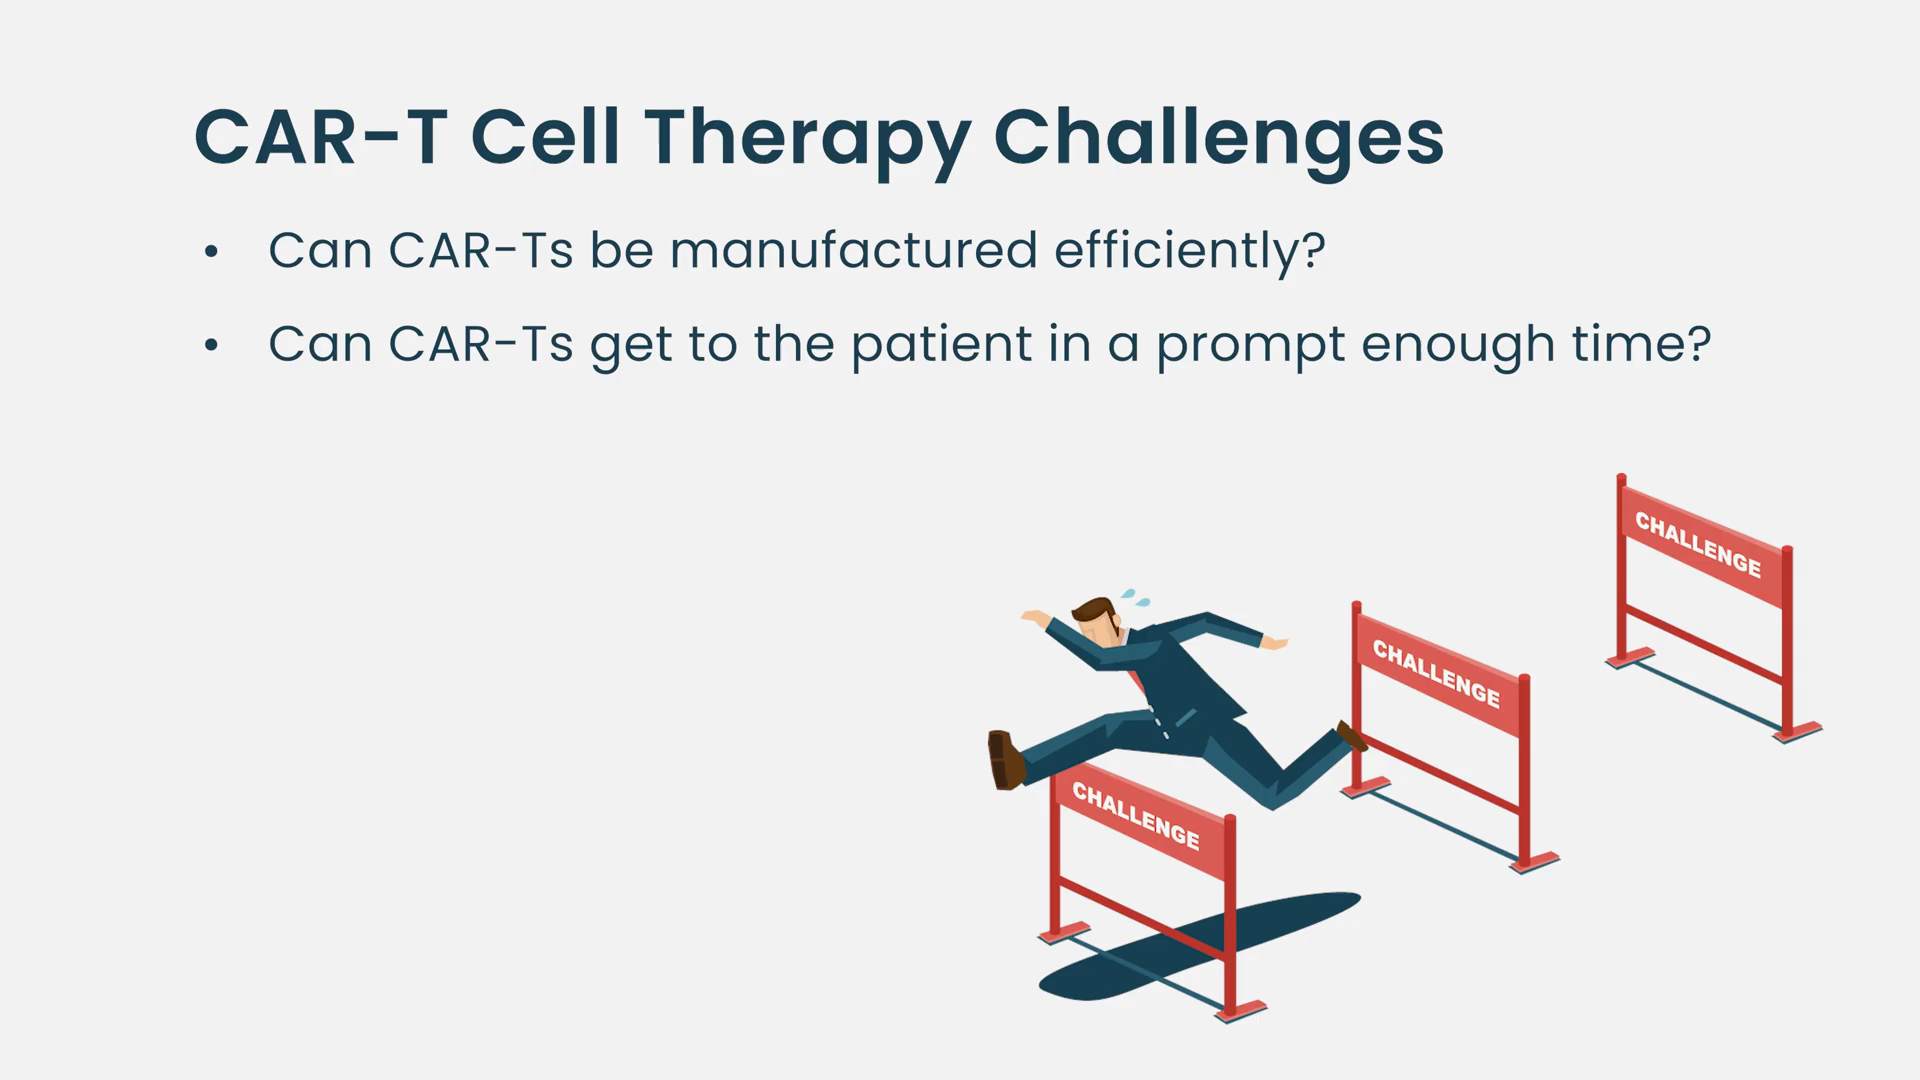 CAR-T Cell Therapy Challenges
• Can CAR-Ts be manufactured efficiently?
• Can CAR-Ts get to the patient in a prompt enough time?
CHALLENGE
CHALLENGE
CHALLENGE